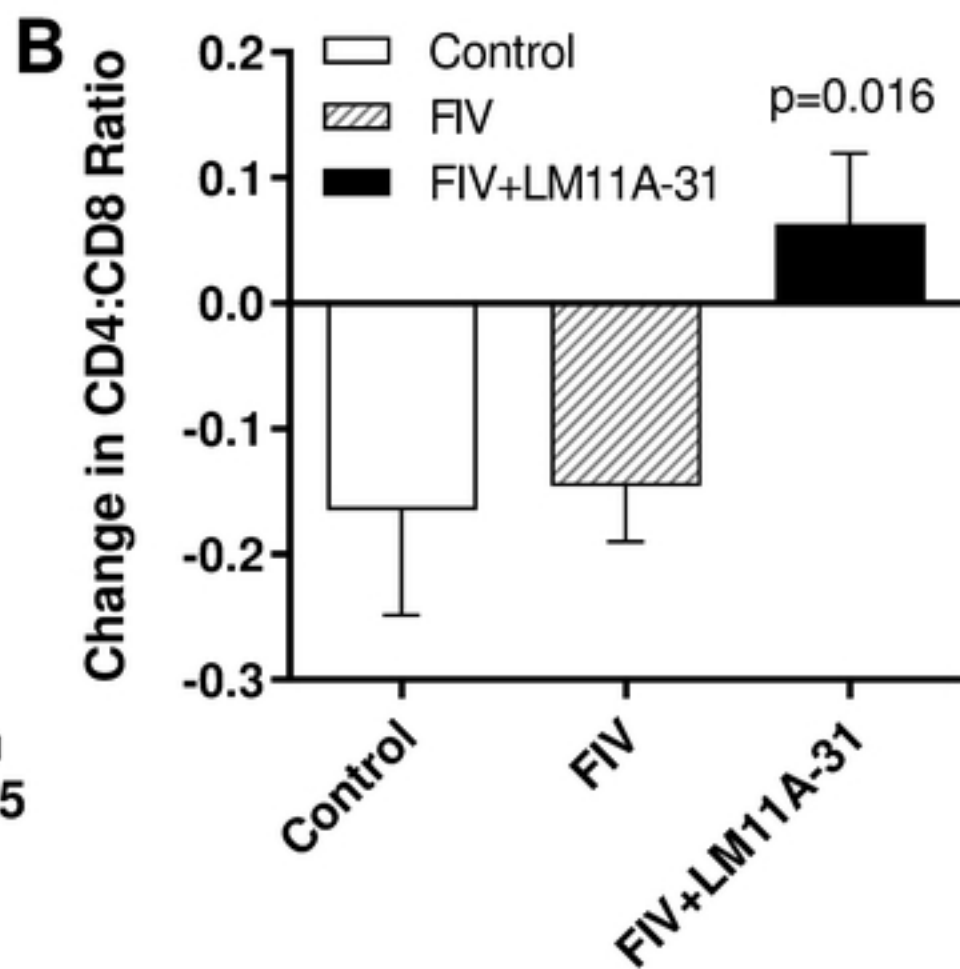 B
Change in CD4:CD8 Ratio
0.2
0.1
0.0
-0.1
-0.2
-0.3
Control
FIV
FIV+LM11A-31
p=0.016
Control
FIV
FIV+LM11A-31
5